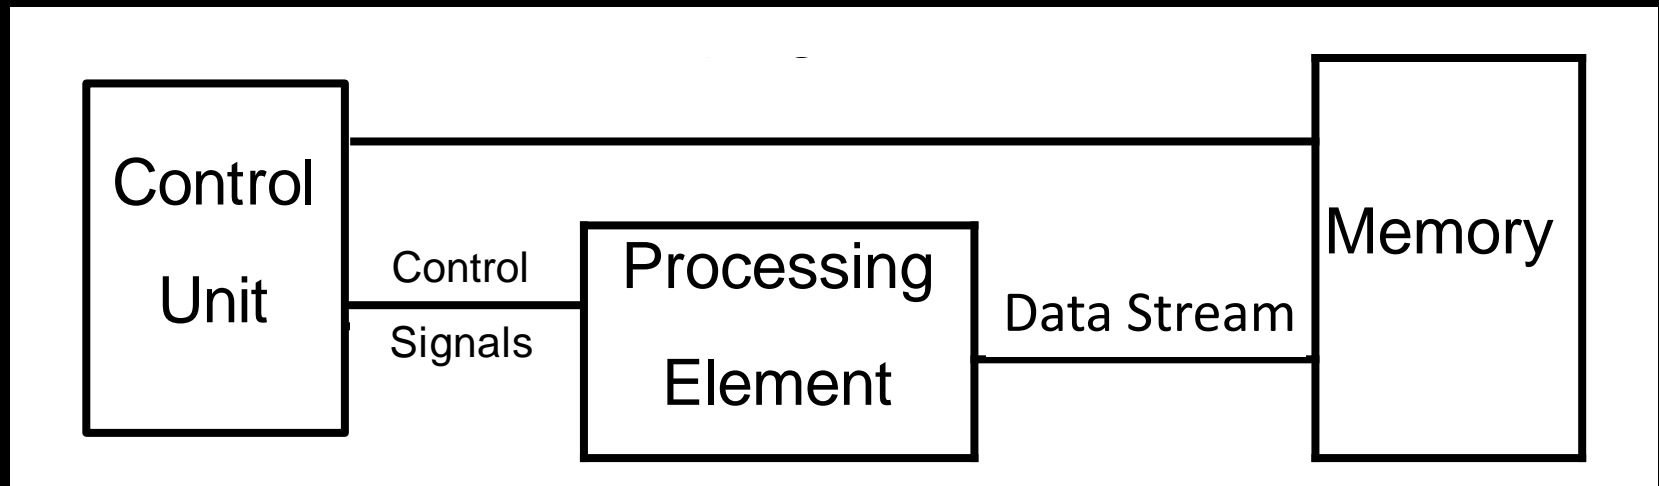 Control
Unit
Control
Signals
Processing
Element
Data Stream
Memory